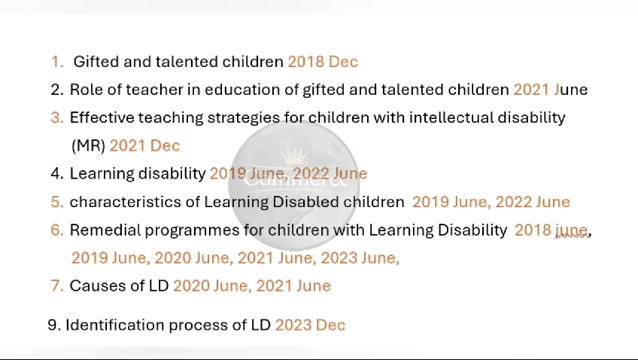 1. Gifted and talented children 2018 Dec
2. Role of teacher in education of gifted and talented children 2021 June
3. Effective teaching strategies for children with intellectual disability
(MR) 2021 Dec
4. Learning disability 2019 June, 2022 June
Commerce
5. characteristics of Learning Disabled children 2019 June, 2022 June
6. Remedial programmes for children with Learning Disability 2018 june,
2019 June, 2020 June, 2021 June, 2023 June,
7. Causes of LD 2020 June, 2021 June
9. Identification process of LD 2023 Dec